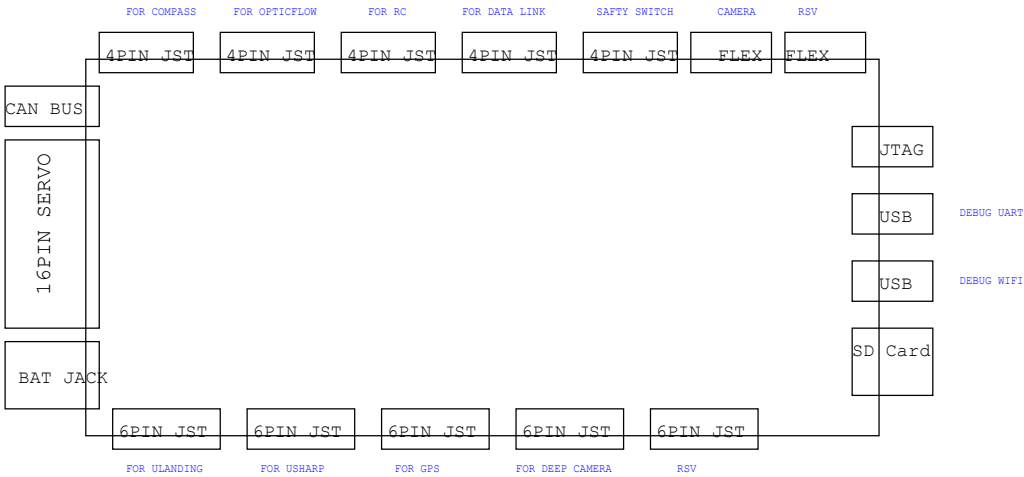 FOR COMPASS
FOR OPTICFLOW
FOR RC
FOR DATA LINK
SAFTY SWITCH
CAMERA
RSV
4PIN JST
4PIN JST
4PIN JST
4PIN JST
4PIN JST
FLEX
FLEX
CAN BUS
16PIN SERVO
BAT JACK
JTAG
USB
DEBUG UART
USB
DEBUG WIFI
SD Card
6PIN JST
6PIN JST
6PIN JST
6PIN JST
6PIN JST
FOR ULANDING
FOR USHARP
FOR GPS
FOR DEEP CAMERA
RSV